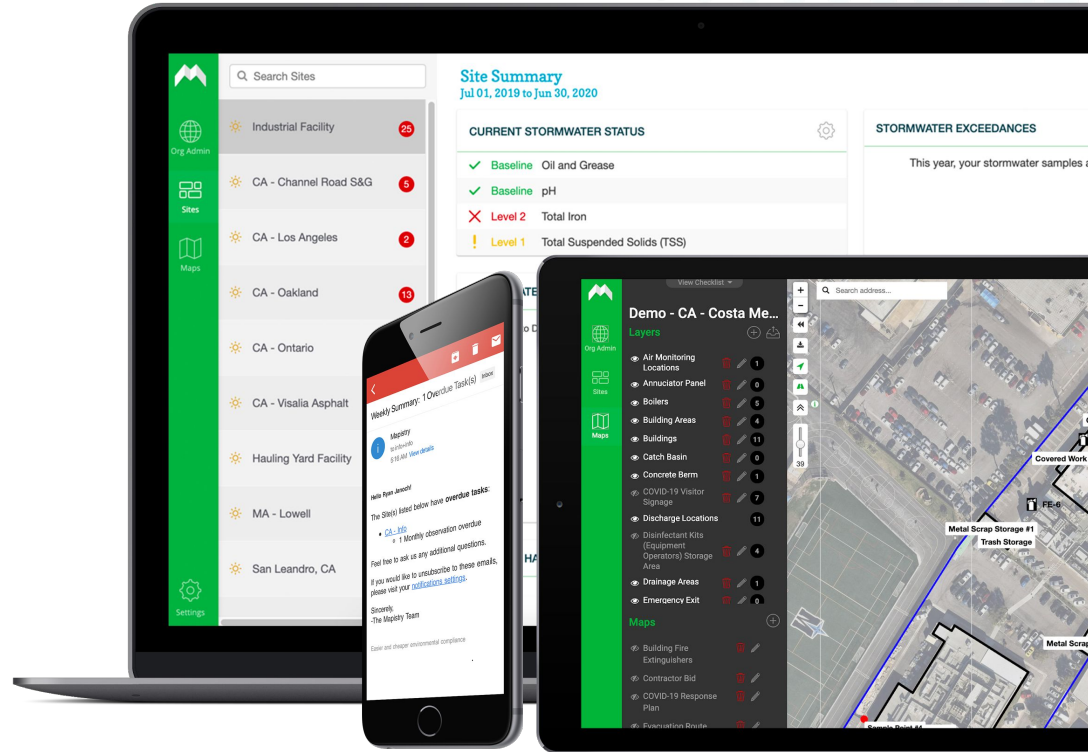 Search Sites
Org Admin
Sites
Maps
Settings
Industrial Facility 25
CA - Channel Road S&G 5
CA - Los Angeles 2
CA - Oakland 13
CA - Ontario
CA - Visalia Asphalt
Hauling Yard Facility
MA - Lowell
San Leandro, CA
Site Summary
Jul 01, 2019 to Jun 30, 2020
CURRENT STORMWATER STATUS
Baseline Oil and Grease
Baseline pH
Level 2 Total Iron
Level 1 Total Suspended Solids (TSS)
STORMWATER EXCEEDANCES
This year, your stormwater samples a
Weekly Summary: 1 Overdue Task(s) Inbox
Mapistry
to info+info
5:16 AM View details
Hello Ryan Janoch!
The Site(s) listed below have overdue tasks:
CA - Info
1 Monthly observation overdue
Feel free to ask us any additional questions.
If you would like to unsubscribe to these emails,
please visit your notifications settings.
Sincerely,
-The Mapistry Team
Easier and cheaper environmental compliance
Org Admin
Sites
Maps
View Checklist
Demo - CA - Costa Me...
Layers
Air Monitoring
Locations 1
Annuciator Panel 0
Boilers 5
Building Areas 4
Buildings 11
Catch Basin 0
Concrete Berm 1
COVID-19 Visitor
Signage 7
Discharge Locations 11
Disinfectant Kits
(Equipment
Operators) Storage
Area 4
Drainage Areas 1
Emergency Exit 0
Maps
Building Fire
Extinguishers
Contractor Bid
COVID-19 Response
Plan
Evacuation Route
Search address...
39
Covered Work
FE-6
Metal Scrap Storage #1
Trash Storage
Metal Scrap
Sample Point #1